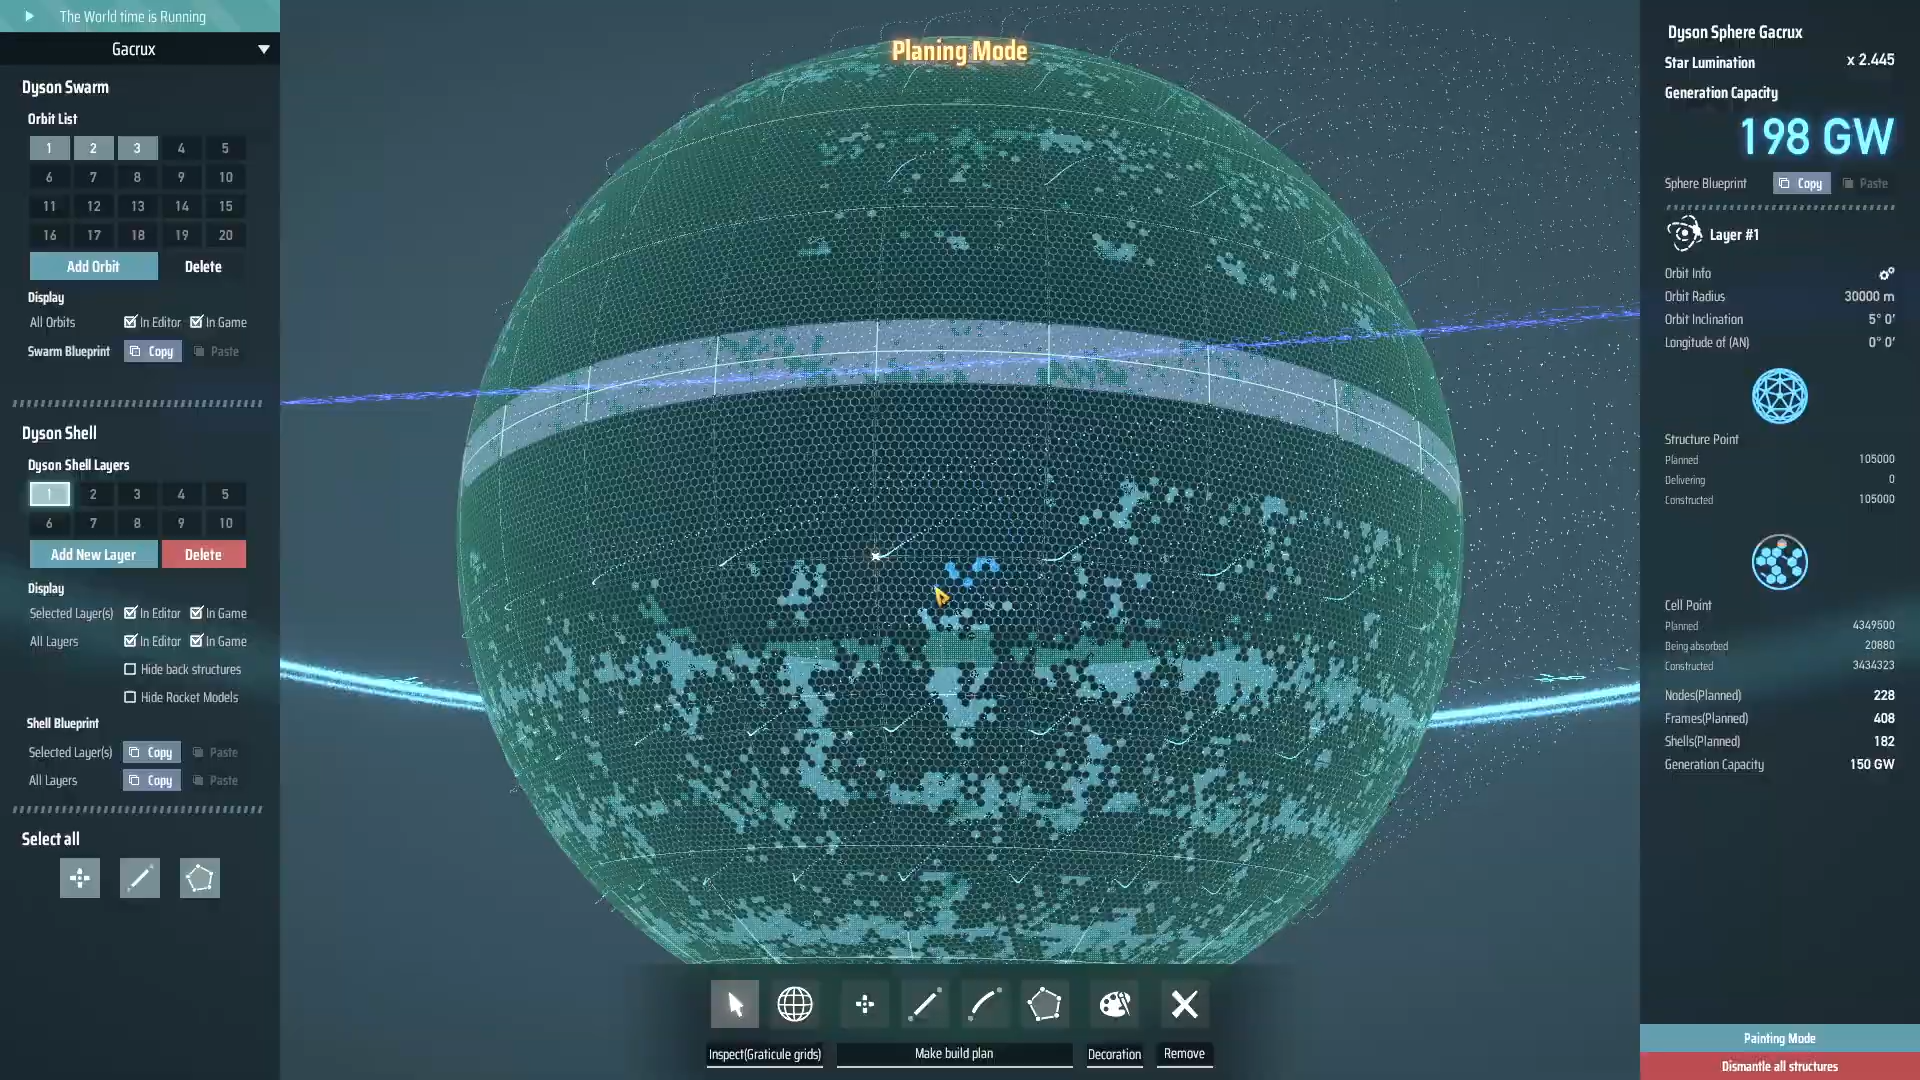 The World time is Running
Gacrux
Dyson Swarm
Orbit List
1 2 3 4 5
6 7 8 9 10
11 12 13 14 15
16 17 18 19 20
Add Orbit Delete
Display
All Orbits In Editor In Game
Swarm Blueprint Copy Paste
Dyson Shell
Dyson Shell Layers
1 2 3 4 5
6 7 8 9 10
Add New Layer Delete
Display
Selected Layer(s) In Editor In Game
All Layers In Editor In Game
Hide back structures
Hide Rocket Models
Shell Blueprint
Selected Layer(s) Copy Paste
All Layers Copy Paste
Select all
Planing Mode
Inspect(Graticule grids) Make build plan Decoration Remove
Dyson Sphere Gacrux
Star Lumination x 2.445
Generation Capacity
198 GW
Sphere Blueprint Copy Paste
Layer #1
Orbit Info
Orbit Radius 30000 m
Orbit Inclination 5° 0'
Longitude of (AN) 0° 0'
Structure Point
Planned 105000
Delivering 0
Constructed 105000
Cell Point
Planned 4349500
Being absorbed 20880
Constructed 3434323
Nodes(Planned) 228
Frames(Planned) 408
Shells(Planned) 182
Generation Capacity 150 GW
Painting Mode
Dismantle all structures